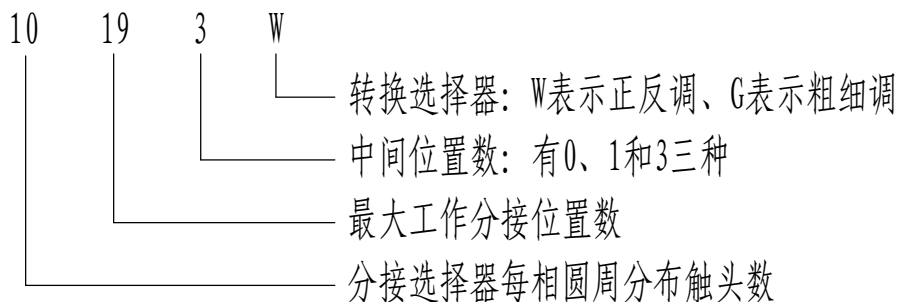 10 19 3 W
转换选择器：W表示正反调、G表示粗细调
中间位置数：有0、1和3三种
最大工作分接位置数
分接选择器每相圆周分布触头数